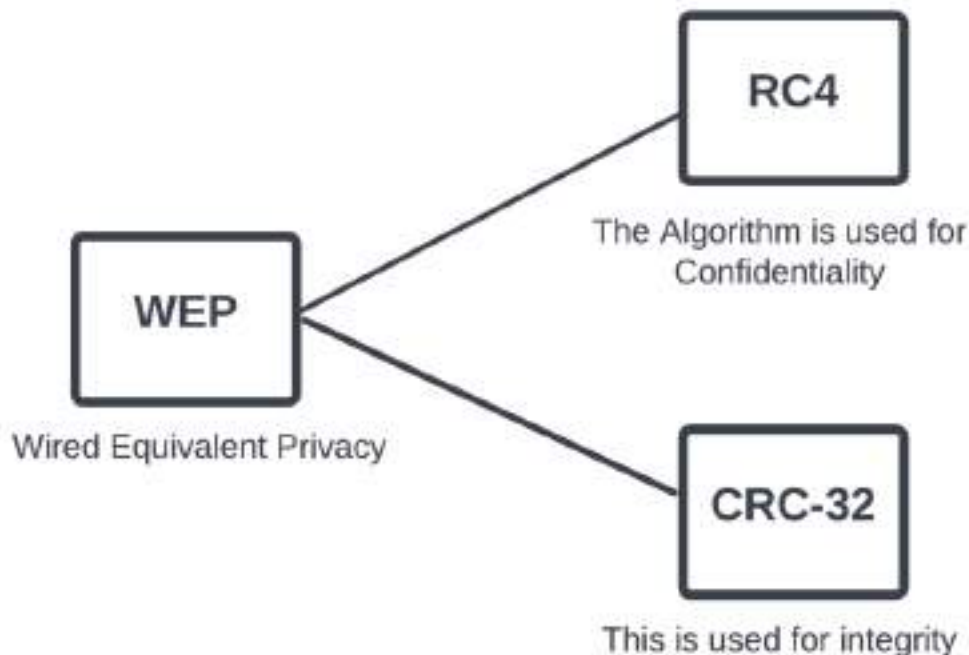 RC4
The Algorithm is used for
Confidentiality
WEP
Wired Equivalent Privacy
CRC-32
This is used for integrity